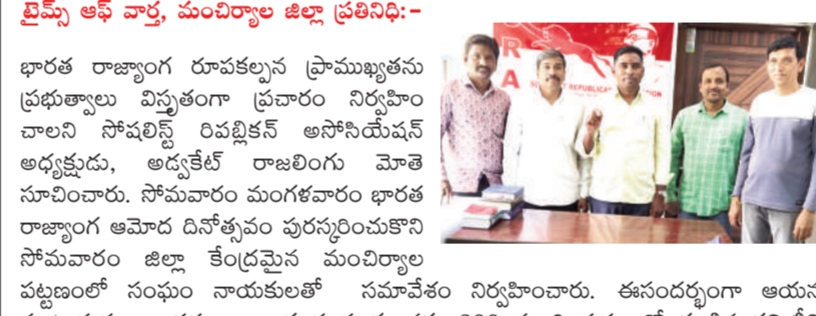 టైమ్స్ ఆఫ్ వార్త, మంచిర్యాల జిల్లా ప్రతినిధి:-
భారత రాజ్యాంగ రూపకల్పన ప్రాముఖ్యతను
ప్రభుత్వాలు విస్తృతంగా ప్రచారం నిర్వహిం
చాలని సోషలిస్ట్ రిపబ్లికన్ అసోసియేషన్
అధ్యక్షుడు, అడ్వకేట్ రాజలింగు మోతె
సూచించారు. సోమవారం మంగళవారం భారత
రాజ్యాంగ ఆమోద దినోత్సవం పురస్కరించుకొని
సోమవారం జిల్లా కేంద్రమైన మంచిర్యాల
పట్టణంలో సంఘం నాయకులతో సమావేశం నిర్వహించారు. ఈసందర్భంగా ఆయన
R
A
REPUBLICAN